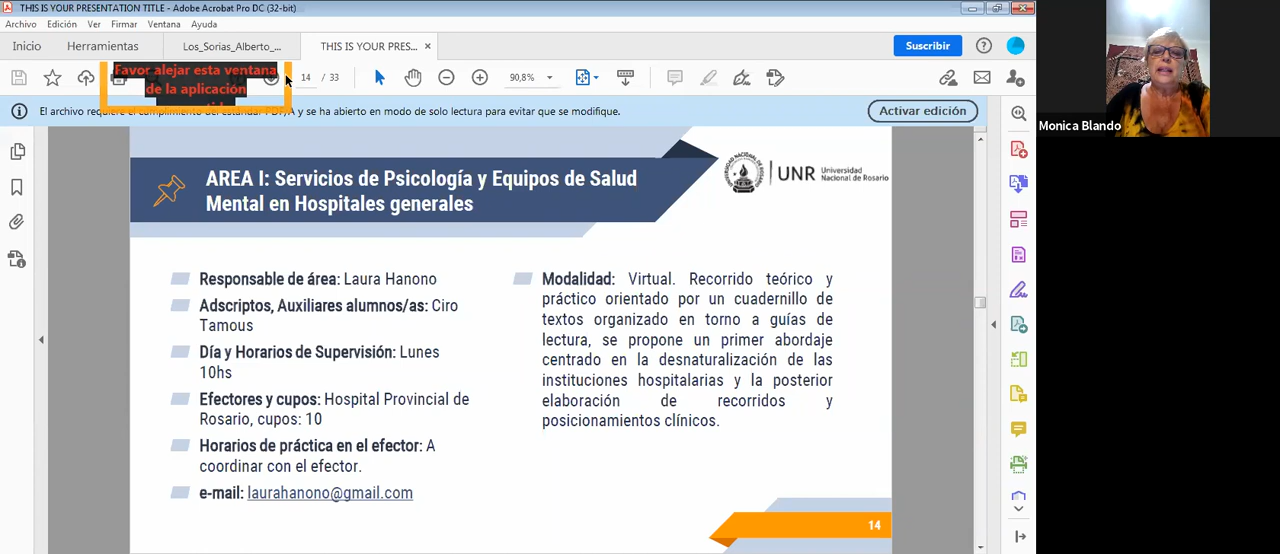 THIS IS YOUR PRESENTATION TITLE - Adobe Acrobat Pro DC (32-bit)
Archivo Edición Ver Firmar Ventana Ayuda
Inicio Herramientas Los_Sorias_Alberto_... THIS IS YOUR PRES... × Suscribir
Favor alejar esta ventana
de la aplicación
14 / 33 90,8%
El archivo requiere el cumplimiento del estándar PDF/A y se ha abierto en modo de solo lectura para evitar que se modifique. Activar edición
Monica Blando
AREA I: Servicios de Psicología y Equipos de Salud
Mental en Hospitales generales
UNR Universidad
Nacional de Rosario
Responsable de área: Laura Hanono
Adscriptos, Auxiliares alumnos/as: Ciro
Tamous
Día y Horarios de Supervisión: Lunes
10hs
Efectores y cupos: Hospital Provincial de
Rosario, cupos: 10
Horarios de práctica en el efector: A
coordinar con el efector.
e-mail: laurahanono@gmail.com
Modalidad: Virtual. Recorrido teórico y
práctico orientado por un cuadernillo de
textos organizado en torno a guías de
lectura, se propone un primer abordaje
centrado en la desnaturalización de las
instituciones hospitalarias y la posterior
elaboración de recorridos y
posicionamientos clínicos.
14